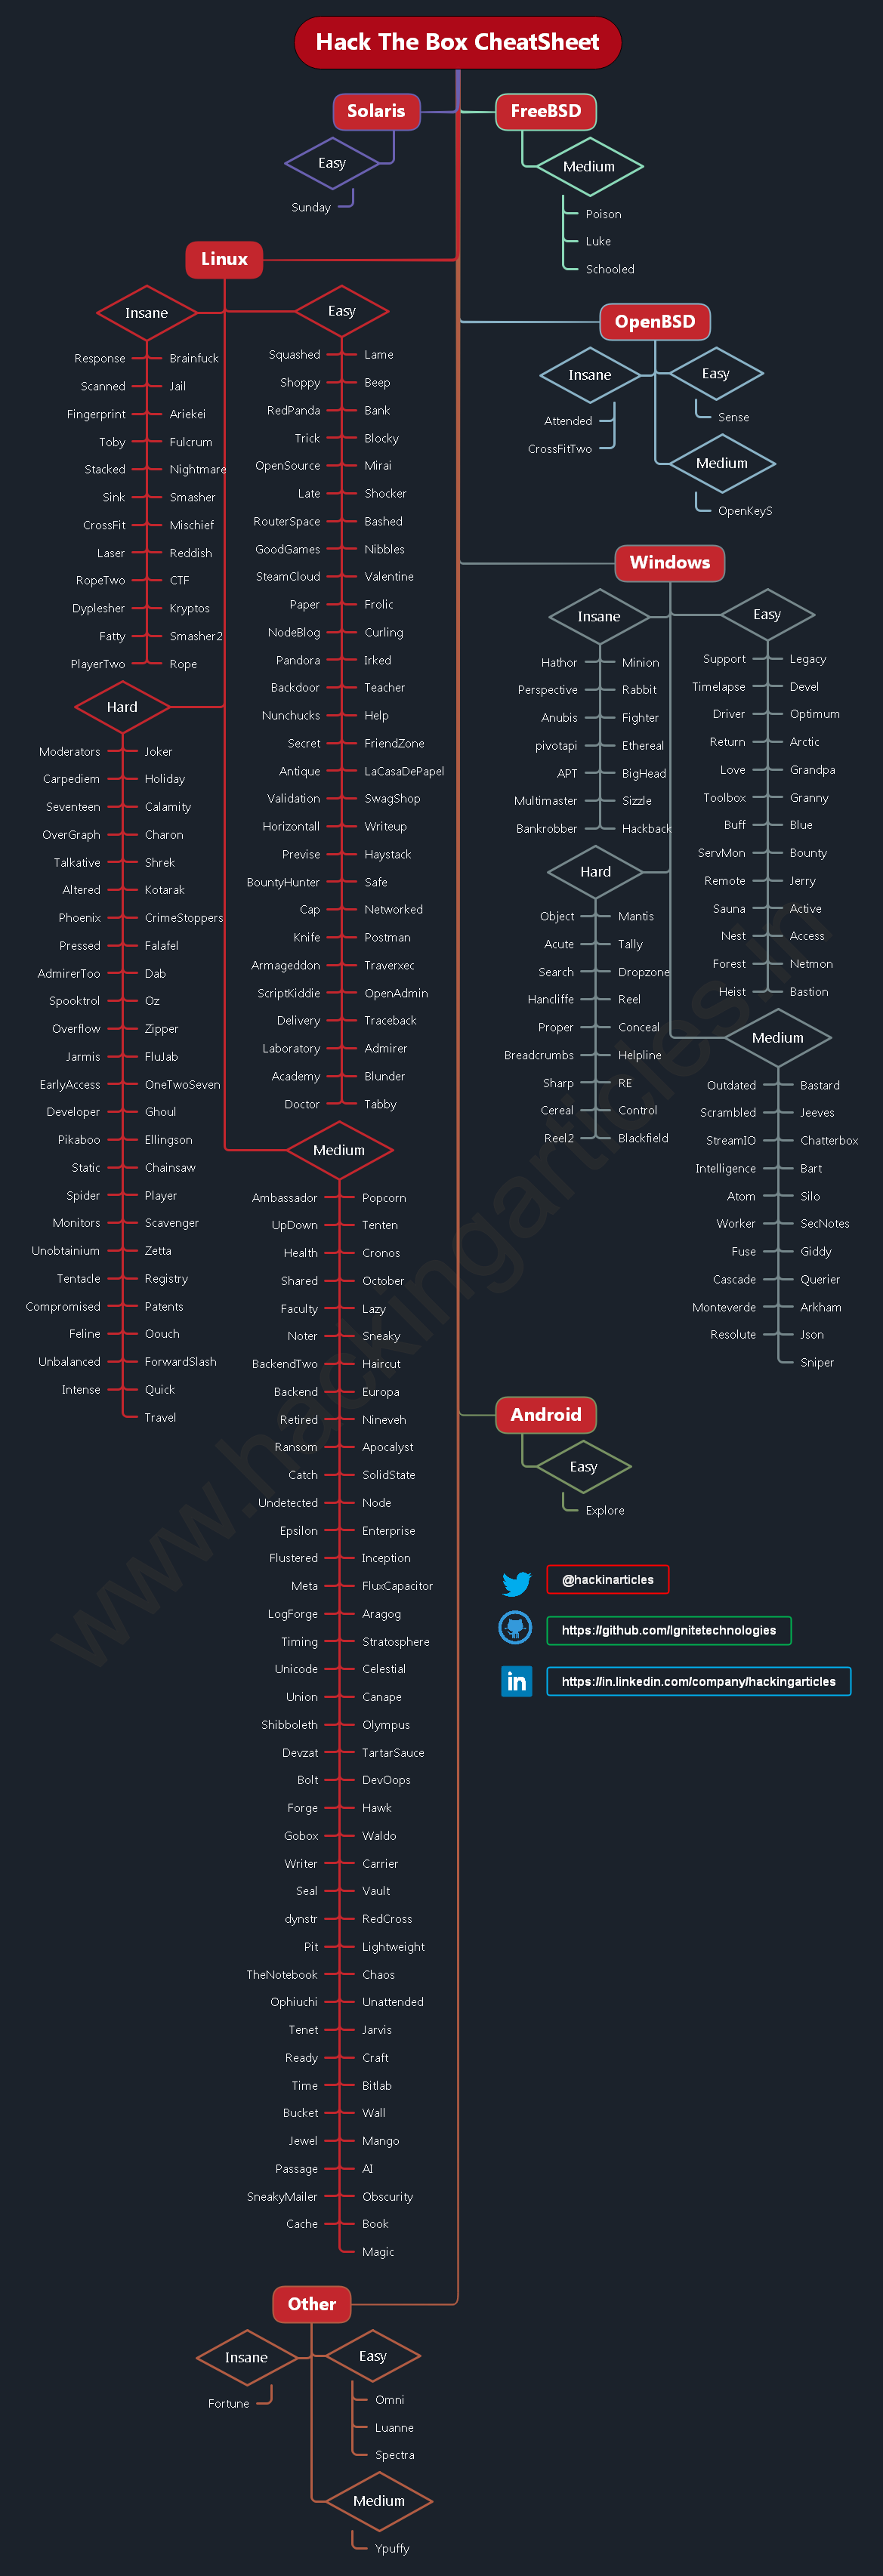 Hack The Box CheatSheet
Solaris
Easy
Sunday
FreeBSD
Medium
Poison
Luke
Schooled
Linux
Insane
Response
Scanned
Fingerprint
Toby
Stacked
Sink
CrossFit
Laser
RopeTwo
Dyplesher
Fatty
PlayerTwo
Brainfuck
Jail
Ariekei
Fulcrum
Nightmare
Smasher
Mischief
Reddish
CTF
Kryptos
Smasher2
Rope
Easy
Squashed
Shoppy
RedPanda
Trick
OpenSource
Late
RouterSpace
GoodGames
SteamCloud
Paper
NodeBlog
Pandora
Backdoor
Nunchucks
Secret
Antique
Validation
Horizontall
Previse
BountyHunter
Cap
Knife
Armageddon
ScriptKiddie
Delivery
Laboratory
Academy
Doctor
Lame
Beep
Bank
Blocky
Mirai
Shocker
Bashed
Nibbles
Valentine
Frolic
Curling
Irked
Teacher
Help
FriendZone
LaCasaDePapel
SwagShop
Writeup
Haystack
Safe
Networked
Postman
Traverxec
OpenAdmin
Traceback
Admirer
Blunder
Tabby
Hard
Moderators
Carpediem
Seventeen
OverGraph
Talkative
Altered
Phoenix
Pressed
AdmirerToo
Spooktrol
Overflow
Jarmis
EarlyAccess
Developer
Pikaboo
Static
Spider
Monitors
Unobtainium
Tentacle
Compromised
Feline
Unbalanced
Intense
Joker
Holiday
Calamity
Charon
Shrek
Kotarak
CrimeStoppers
Falafel
Dab
Oz
Zipper
FluJab
OneTwoSeven
Ghoul
Ellingson
Chainsaw
Player
Scavenger
Zetta
Registry
Patents
Oouch
ForwardSlash
Quick
Travel
Medium
Ambassador
UpDown
Health
Shared
Faculty
Noter
BackendTwo
Backend
Retired
Ransom
Catch
Undetected
Epsilon
Flustered
Meta
LogForge
Timing
Unicode
Union
Shibboleth
Devzat
Bolt
Forge
Gobox
Writer
Seal
dynstr
Pit
TheNotebook
Ophiuchi
Tenet
Ready
Time
Bucket
Jewel
Passage
SneakyMailer
Cache
Popcorn
Tenten
Cronos
October
Lazy
Sneaky
Haircut
Europa
Nineveh
Apocalyst
SolidState
Node
Enterprise
Inception
FluxCapacitor
Aragog
Stratosphere
Celestial
Canape
Olympus
TartarSauce
DevOops
Hawk
Waldo
Carrier
Vault
RedCross
Lightweight
Chaos
Unattended
Jarvis
Craft
Bitlab
Wall
Mango
AI
Obscurity
Book
Magic
OpenBSD
Insane
Attended
CrossFitTwo
Easy
Sense
Medium
OpenKeyS
Windows
Insane
Hathor
Perspective
Anubis
pivotapi
APT
Multimaster
Bankrobber
Minion
Rabbit
Fighter
Ethereal
BigHead
Sizzle
Hackback
Easy
Support
Timelapse
Driver
Return
Love
Toolbox
Buff
ServMon
Remote
Sauna
Nest
Forest
Heist
Legacy
Devel
Optimum
Arctic
Grandpa
Granny
Blue
Bounty
Jerry
Active
Access
Netmon
Bastion
Hard
Object
Acute
Search
Hancliffe
Proper
Breadcrumbs
Sharp
Cereal
Reel2
Mantis
Tally
Dropzone
Reel
Conceal
Helpline
RE
Control
Blackfield
Medium
Outdated
Scrambled
StreamIO
Intelligence
Atom
Worker
Fuse
Cascade
Monteverde
Resolute
Bastard
Jeeves
Chatterbox
Bart
Silo
SecNotes
Giddy
Querier
Arkham
Json
Sniper
Android
Easy
Explore
@hackinarticles
https://github.com/Ignitetechnologies
in
https://in.linkedin.com/company/hackingarticles
Other
Insane
Fortune
Easy
Omni
Luanne
Spectra
Medium
Ypuffy
www.hackingarticles.in